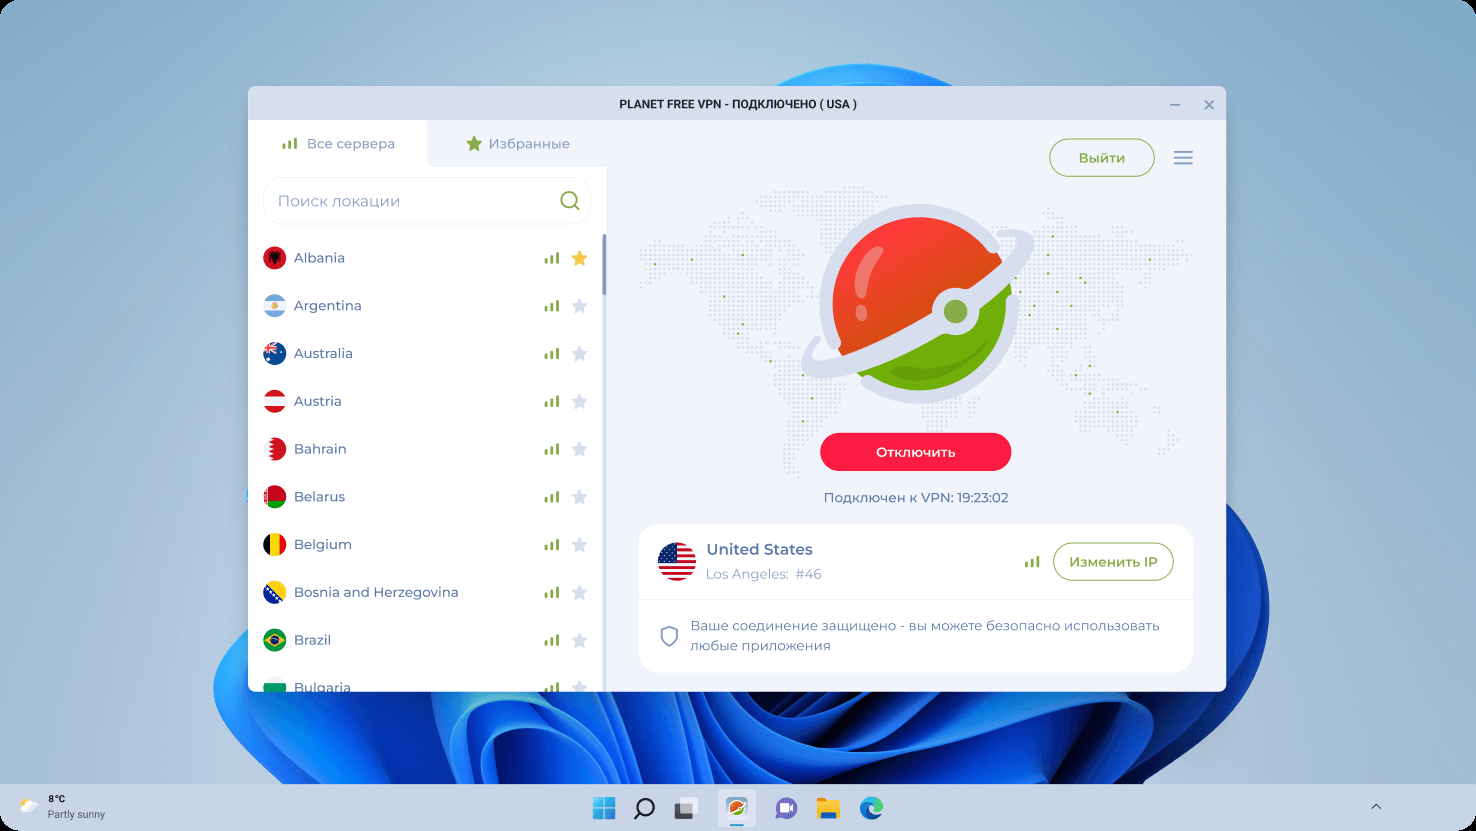 PLANET FREE VPN - ПОДКЛЮЧЕНО ( USA )
Все сервера
Избранные
Выйти
Поиск локации
Albania
Argentina
Australia
Austria
Bahrain
Belarus
Belgium
Bosnia and Herzegovina
Brazil
Bulgaria
Отключить
Подключен к VPN: 19:23:02
United States
Los Angeles: #46
Изменить IP
Ваше соединение защищено - вы можете безопасно использовать
любые приложения
8°C
Partly sunny